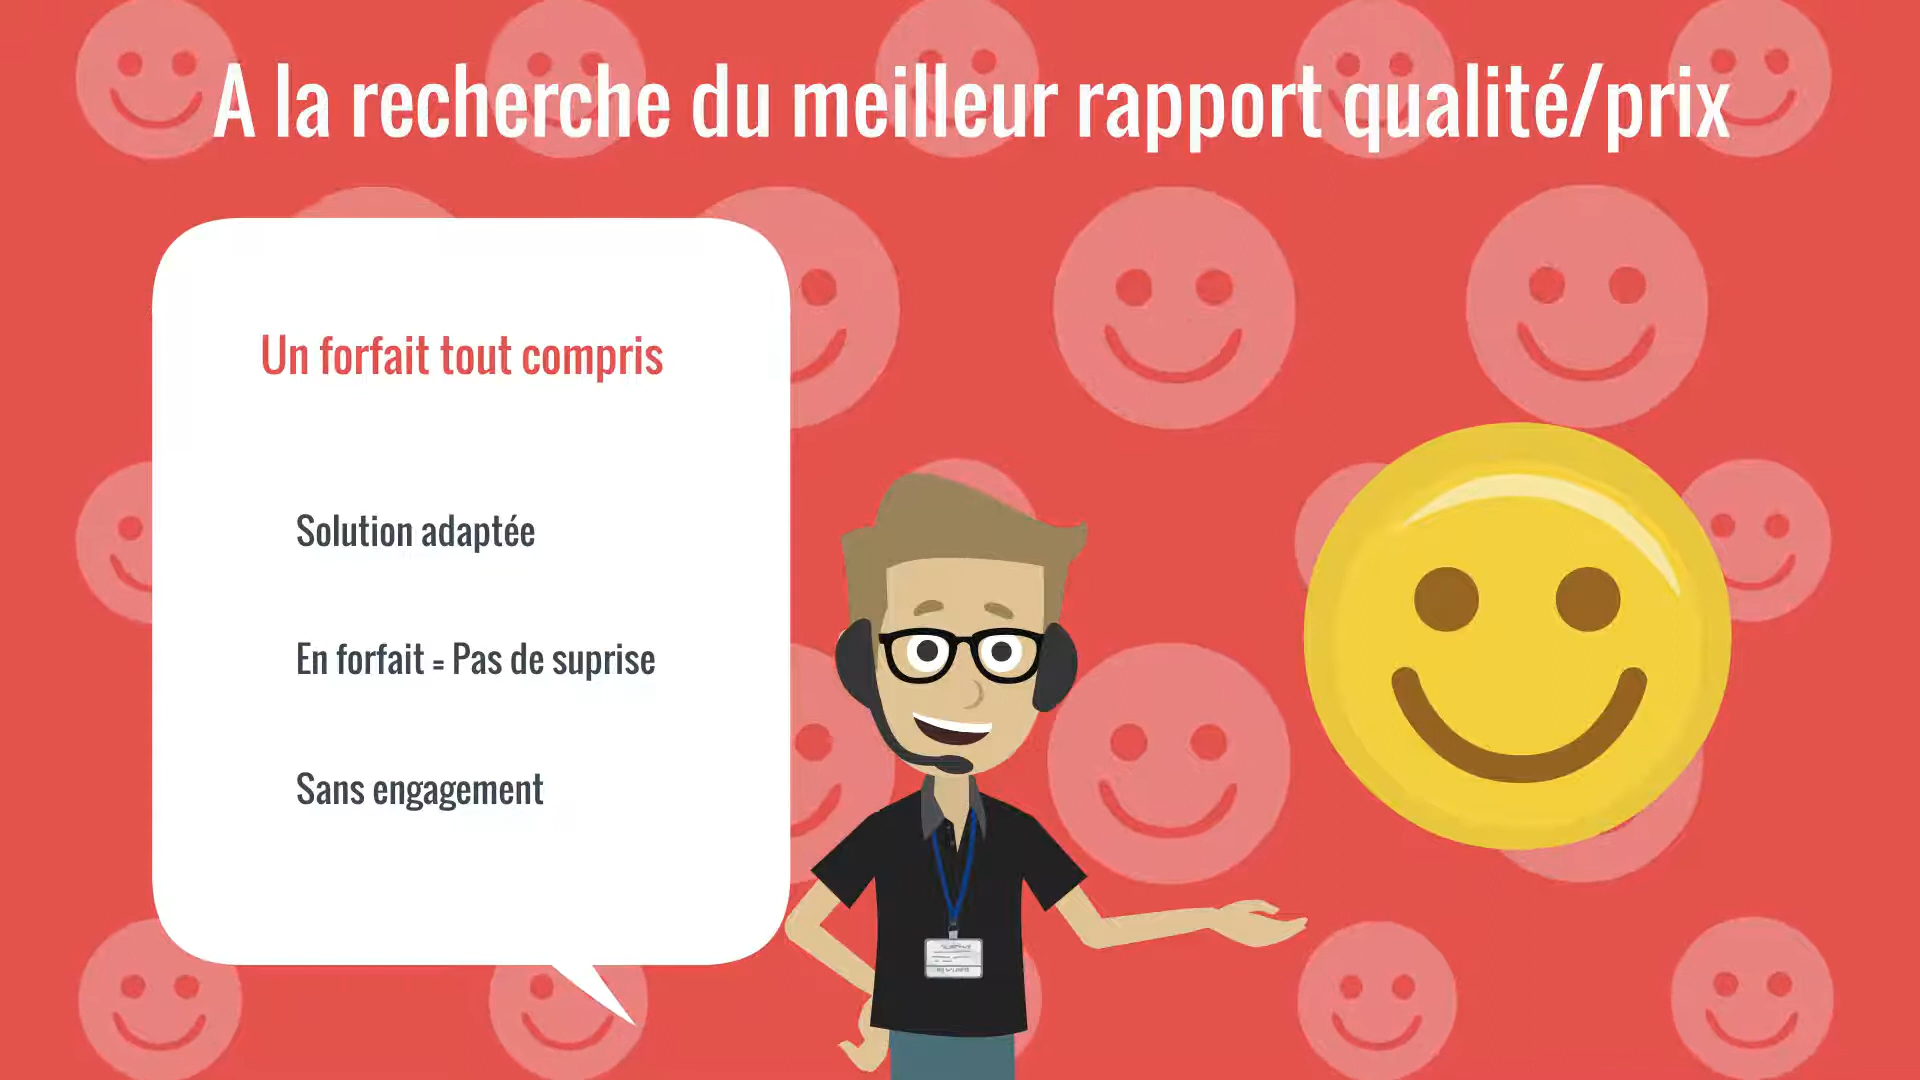 A la recherche du meilleur rapport qualité/prix
Un forfait tout compris
Solution adaptée
En forfait = Pas de suprise
Sans engagement